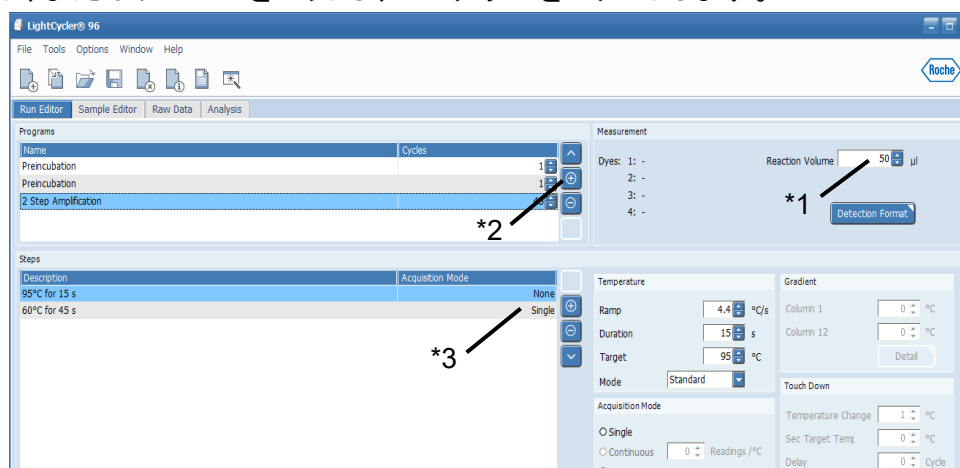 LightCycler® 96
File Tools Options Window Help
Roche
Run Editor Sample Editor Raw Data Analysis
Programs
Name Cycles
Preincubation 1
Preincubation 1
2 Step Amplification
*2
Measurement
Dyes: 1: -
2: -
3: -
4: -
Reaction Volume 50 µl
*1
Detection Format
Steps
Description Acquisition Mode
95°C for 15 s None
60°C for 45 s Single
*3
Temperature
Ramp 4.4 °C/s
Duration 15 s
Target 95 °C
Mode Standard
Acquisition Mode
Single
Continuous 0 Readings /°C
Gradient
Column 1 0 °C
Column 12 0 °C
Detail
Touch Down
Temperature Change 1 °C
Sec Target Temp 0 °C
Delay 0 Cycle